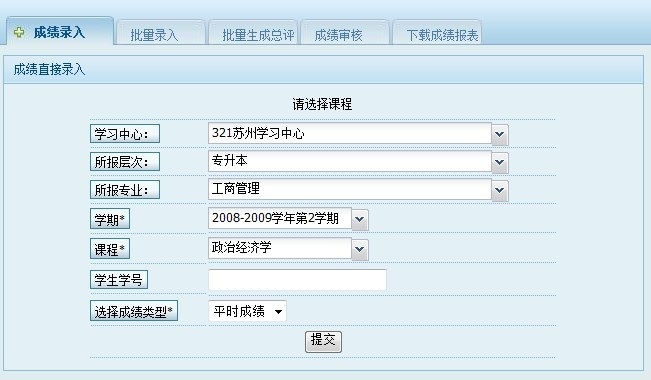 成绩录入 批量录入 批量生成总评 成绩审核 下载成绩报表
成绩直接录入
请选择课程
学习中心： 321苏州学习中心
所报层次： 专升本
所报专业： 工商管理
学期* 2008-2009学年第2学期
课程* 政治经济学
学生学号
选择成绩类型* 平时成绩
提交